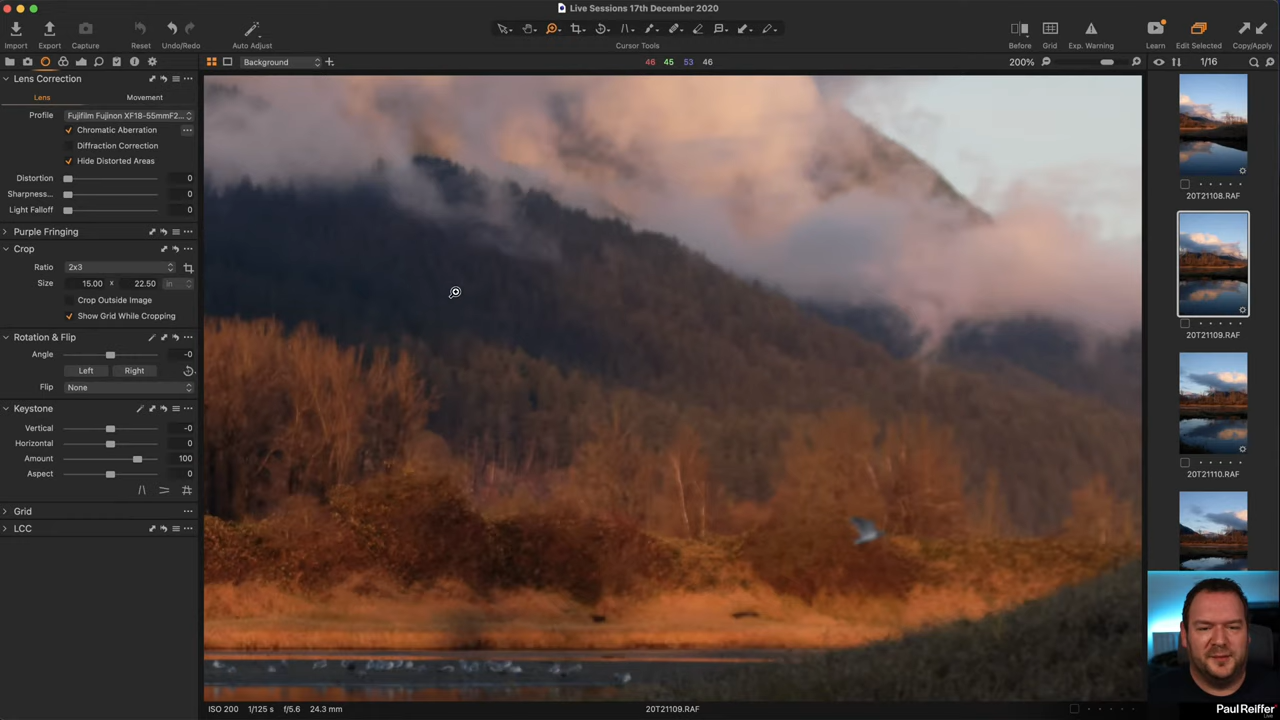 Live Sessions 17th December 2020
Import Export Capture Reset Undo/Redo Auto Adjust Cursor Tools Before Grid Exp. Warning Learn Edit Selected Copy/Apply
Background
46 45 53 46
200%
1/16
Lens Correction
Lens Movement
Profile Fujifilm Fujinon XF18-55mmF2...
Chromatic Aberration
Diffraction Correction
Hide Distorted Areas
Distortion 0
Sharpness... 0
Light Falloff 0
Purple Fringing
Crop
Ratio 2x3
Size 15.00 x 22.50 in
Crop Outside Image
Show Grid While Cropping
Rotation & Flip
Angle -0
Left Right
Flip None
Keystone
Vertical -0
Horizontal 0
Amount 100
Aspect 0
Grid
LCC
20T21108.RAF
20T21109.RAF
20T21110.RAF
ISO 200 1/125 s f/5.6 24.3 mm
20T21109.RAF
Paul Reiffer
Live